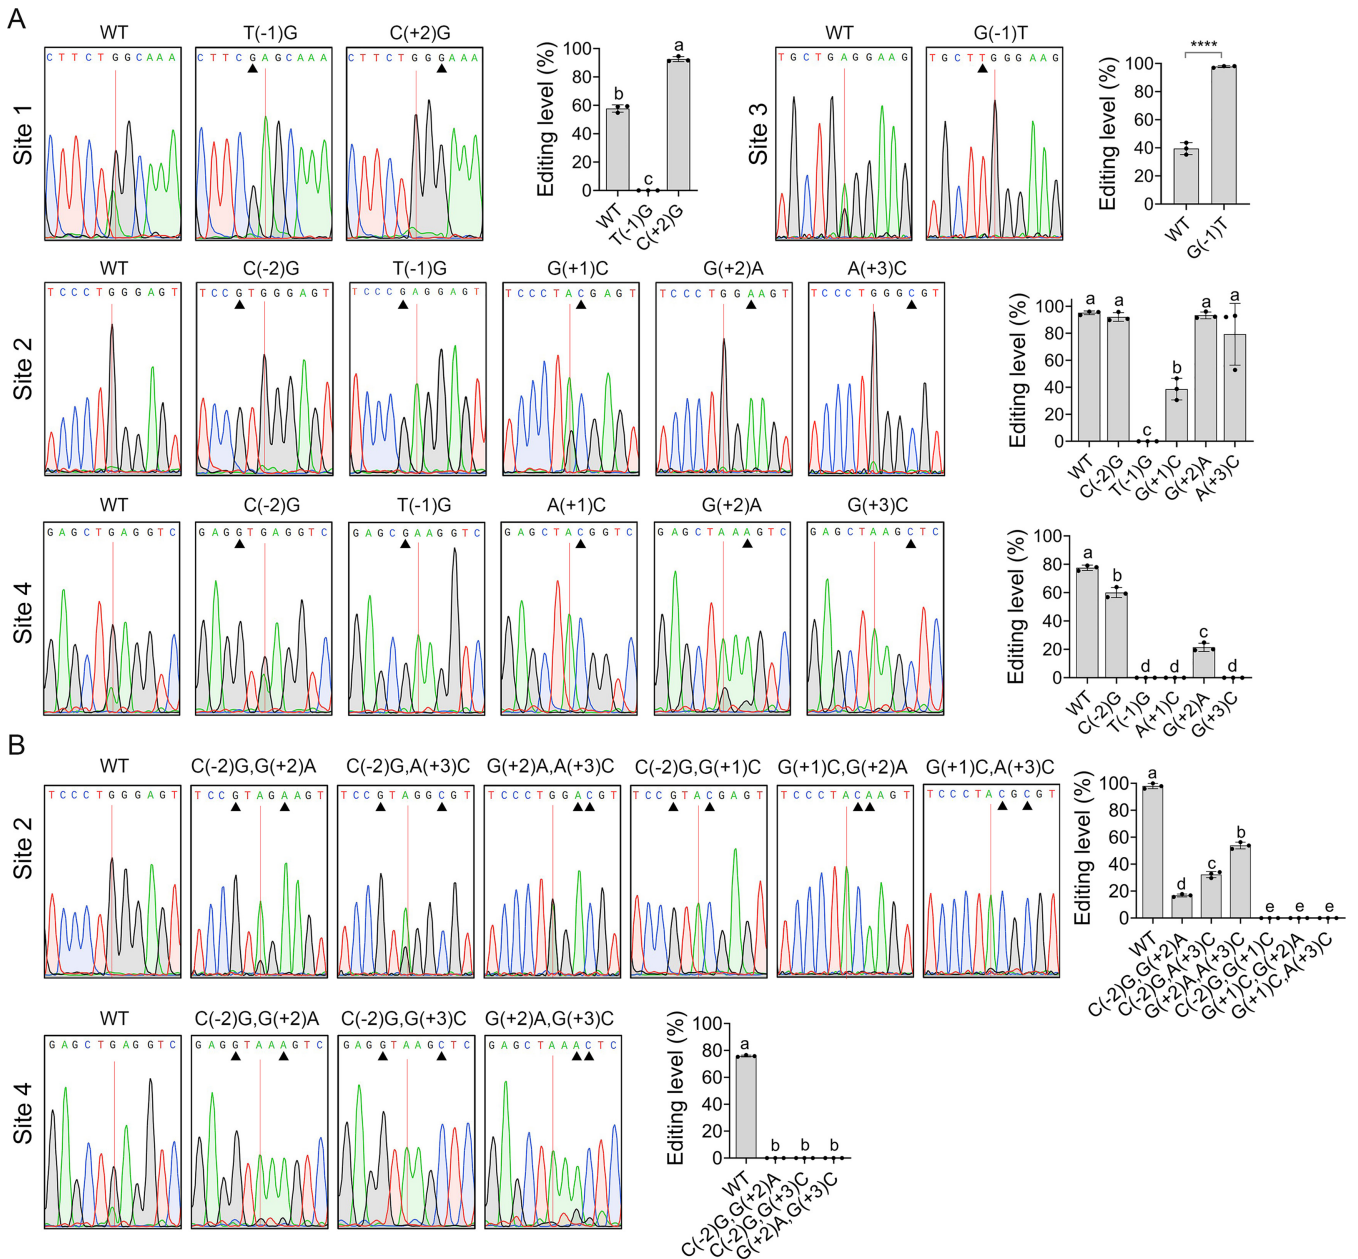 A
WT T(-1)G C(+2)G
Site 1
CTTCTGGCAAA CTTCGAGCAAA CTTCTGGGAAA
Editing level (%)
100
80
60
40
20
0
b c a
WT T(-1)G C(+2)G
WT G(-1)T
Site 3
TGCTGAGGAAG TGCTTGGGAAG
Editing level (%)
100
80
60
40
20
0
****
WT G(-1)T
WT C(-2)G T(-1)G G(+1)C G(+2)A A(+3)C
Site 2
TCCCTGGGAGT TCCGTGGGAGT TCCCGAGGAGT TCCCTACGAGT TCCCTGGAAGT TCCCTGGGCGT
Editing level (%)
100
80
60
40
20
0
a a c b a a
WT C(-2)G T(-1)G G(+1)C G(+2)A A(+3)C
WT C(-2)G T(-1)G A(+1)C G(+2)A G(+3)C
Site 4
GAGCTGAGGTC GAGGTGAGGTC GAGCGAAGGTC GAGCTACGGTC GAGCTAAAGTC GAGCTAAGCTC
Editing level (%)
100
80
60
40
20
0
a b d d c d
WT C(-2)G T(-1)G A(+1)C G(+2)A G(+3)C
B
WT C(-2)G,G(+2)A C(-2)G,A(+3)C G(+2)A,A(+3)C C(-2)G,G(+1)C G(+1)C,G(+2)A G(+1)C,A(+3)C
Site 2
TCCCTGGGAGT TCCGTAGAAGT TCCGTAGGCGT TCCCTGGACGT TCCGTACGAGT TCCCTACAAGT TCCCTACGCGT
Editing level (%)
100
80
60
40
20
0
a d c b e e e
WT C(-2)G,G(+2)A C(-2)G,A(+3)C G(+2)A,A(+3)C C(-2)G,G(+1)C G(+1)C,G(+2)A G(+1)C,A(+3)C
WT C(-2)G,G(+2)A C(-2)G,G(+3)C G(+2)A,G(+3)C
Site 4
GAGCTGAGGTC GAGGTAAAGTC GAGGTAAGCTC GAGCTAAACTC
Editing level (%)
100
80
60
40
20
0
a b b b
WT C(-2)G,G(+2)A C(-2)G,G(+3)C G(+2)A,G(+3)C